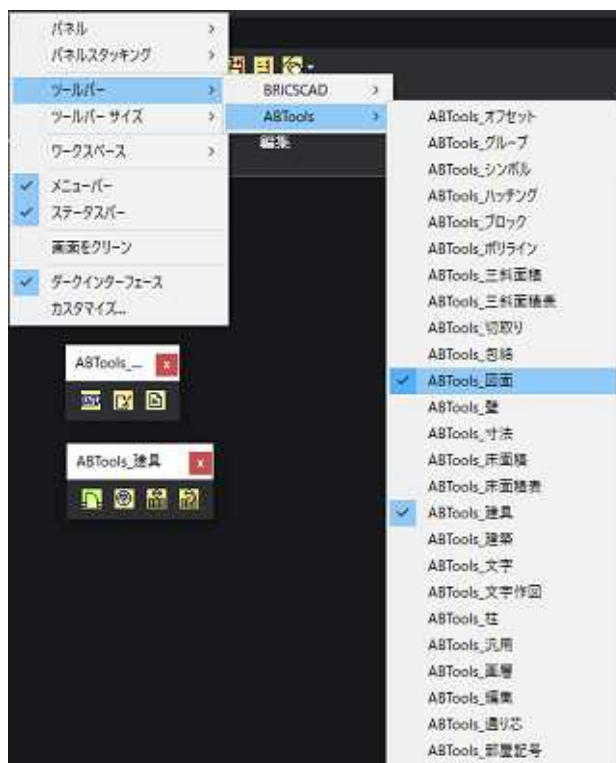 パネル
パネルスタッキング
ツールバー
ツールバー サイズ
ワークスペース
メニューバー
ステータスバー
画面をクリーン
ダークインターフェース
カスタマイズ...
BRICSCAD
ABTools
編集
ABTools_オフセット
ABTools_グループ
ABTools_シンボル
ABTools_ハッチング
ABTools_ブロック
ABTools_ポリライン
ABTools_三斜面積
ABTools_三斜面積表
ABTools_切取り
ABTools_包絡
ABTools_図面
ABTools_壁
ABTools_寸法
ABTools_床面積
ABTools_床面積表
ABTools_建具
ABTools_建築
ABTools_文字
ABTools_文字作図
ABTools_柱
ABTools_汎用
ABTools_画層
ABTools_編集
ABTools_通り芯
ABTools_部屋記号
ABTools_...
x
ABTools_建具
x